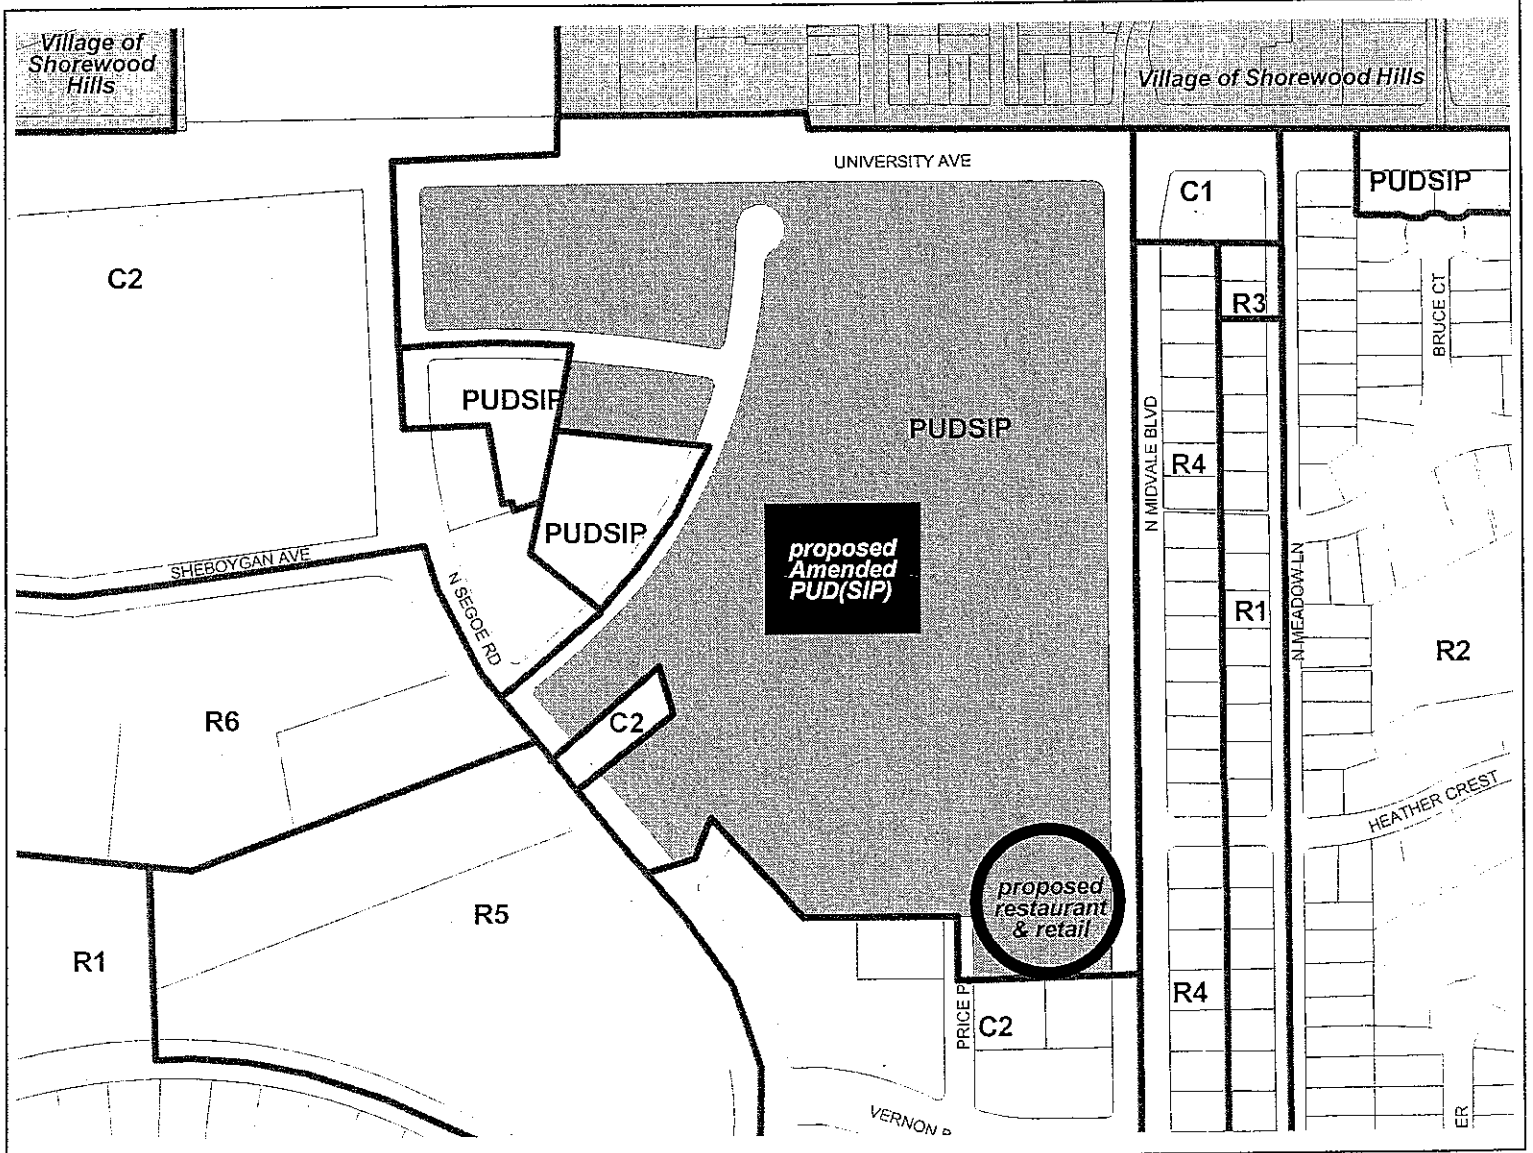 Village of
Shorewood
Hills
Village of Shorewood Hills
UNIVERSITY AVE
C1
PUDSIP
C2
R3
BRUCE CT
PUDSIP
PUDSIP
N MIDVALE BLVD
R4
PUDSIP
proposed
Amended
PUD(SIP)
SHEBOYGAN AVE
N SEGOE RD
R1
N MEADOW LN
R2
R6
C2
HEATHER CREST
proposed
restaurant
& retail
R5
R1
R4
PRICE P
C2
VERNON P
ER